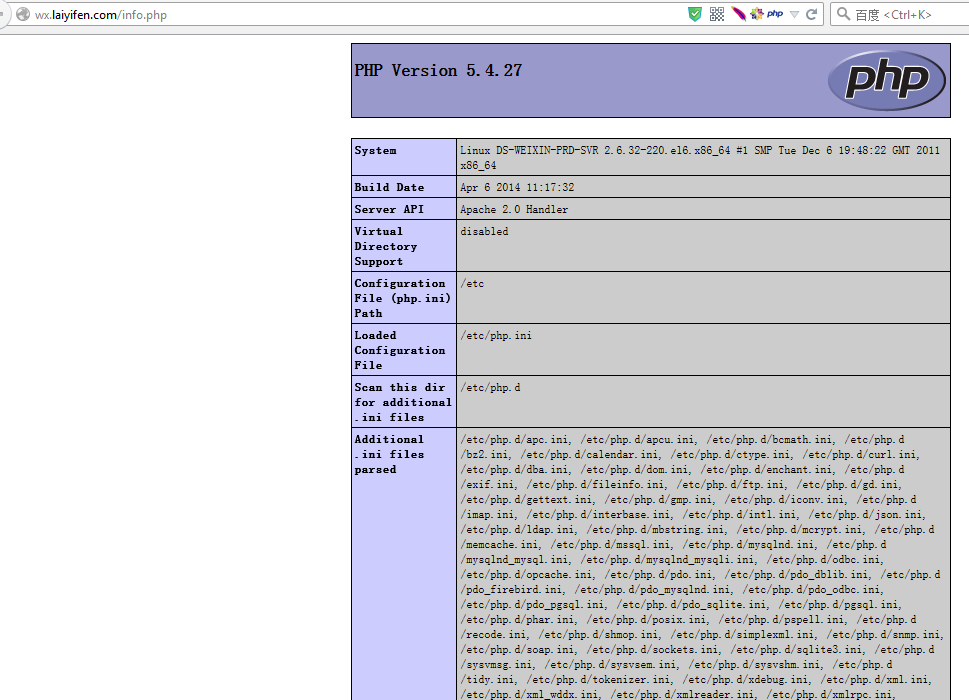 wx.laiyifen.com/info.php
php
百度 <Ctrl+K>
PHP Version 5.4.27
php
System
Linux DS-WEIXIN-PRD-SVR 2.6.32-220.el6.x86_64 #1 SMP Tue Dec 6 19:48:22 GMT 2011
x86_64
Build Date
Apr 6 2014 11:17:32
Server API
Apache 2.0 Handler
Virtual
Directory
Support
disabled
Configuration
File (php.ini)
Path
/etc
Loaded
Configuration
File
/etc/php.ini
Scan this dir
for additional
.ini files
/etc/php.d
Additional
.ini files
parsed
/etc/php.d/apc.ini, /etc/php.d/apcu.ini, /etc/php.d/bcmath.ini, /etc/php.d
/bz2.ini, /etc/php.d/calendar.ini, /etc/php.d/ctype.ini, /etc/php.d/curl.ini,
/etc/php.d/dba.ini, /etc/php.d/dom.ini, /etc/php.d/enchant.ini, /etc/php.d
/exif.ini, /etc/php.d/fileinfo.ini, /etc/php.d/ftp.ini, /etc/php.d/gd.ini,
/etc/php.d/gettext.ini, /etc/php.d/gmp.ini, /etc/php.d/iconv.ini, /etc/php.d
/imap.ini, /etc/php.d/interbase.ini, /etc/php.d/intl.ini, /etc/php.d/json.ini,
/etc/php.d/ldap.ini, /etc/php.d/mbstring.ini, /etc/php.d/mcrypt.ini, /etc/php.d
/memcache.ini, /etc/php.d/mssql.ini, /etc/php.d/mysqlnd.ini, /etc/php.d
/mysqlnd_mysql.ini, /etc/php.d/mysqlnd_mysqli.ini, /etc/php.d/odbc.ini,
/etc/php.d/opcache.ini, /etc/php.d/pdo.ini, /etc/php.d/pdo_dblib.ini, /etc/php.d
/pdo_firebird.ini, /etc/php.d/pdo_mysqlnd.ini, /etc/php.d/pdo_odbc.ini,
/etc/php.d/pdo_pgsql.ini, /etc/php.d/pdo_sqlite.ini, /etc/php.d/pgsql.ini,
/etc/php.d/phar.ini, /etc/php.d/posix.ini, /etc/php.d/pspell.ini, /etc/php.d
/recode.ini, /etc/php.d/shmop.ini, /etc/php.d/simplexml.ini, /etc/php.d/snmp.ini,
/etc/php.d/soap.ini, /etc/php.d/sockets.ini, /etc/php.d/sqlite3.ini, /etc/php.d
/sysvmsg.ini, /etc/php.d/sysvsem.ini, /etc/php.d/sysvshm.ini, /etc/php.d
/tidy.ini, /etc/php.d/tokenizer.ini, /etc/php.d/xdebug.ini, /etc/php.d/xml.ini,
/etc/php.d/xml_wddx.ini, /etc/php.d/xmlreader.ini, /etc/php.d/xmlrpc.ini,